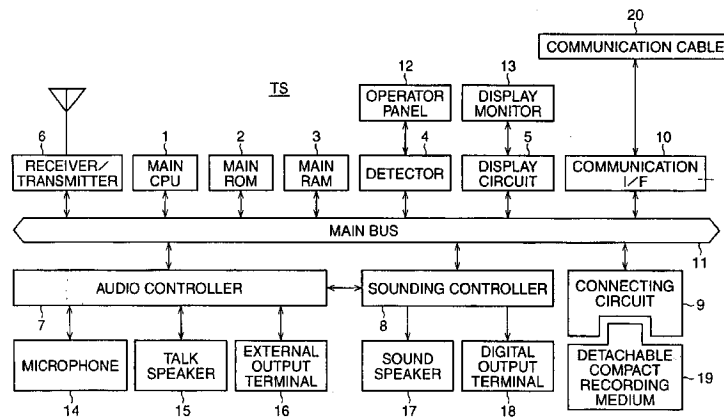 20
COMMUNICATION CABLE
TS
12
OPERATOR
PANEL
13
DISPLAY
MONITOR
6
RECEIVER/
TRANSMITTER
1
MAIN
CPU
2
MAIN
ROM
3
MAIN
RAM
4
DETECTOR
5
DISPLAY
CIRCUIT
10
COMMUNICATION
I/F
MAIN BUS
11
AUDIO CONTROLLER
7
SOUNDING CONTROLLER
8
CONNECTING
CIRCUIT
9
MICROPHONE
14
TALK
SPEAKER
15
EXTERNAL
OUTPUT
TERMINAL
16
SOUND
SPEAKER
17
DIGITAL
OUTPUT
TERMINAL
18
DETACHABLE
COMPACT
RECORDING
MEDIUM
19